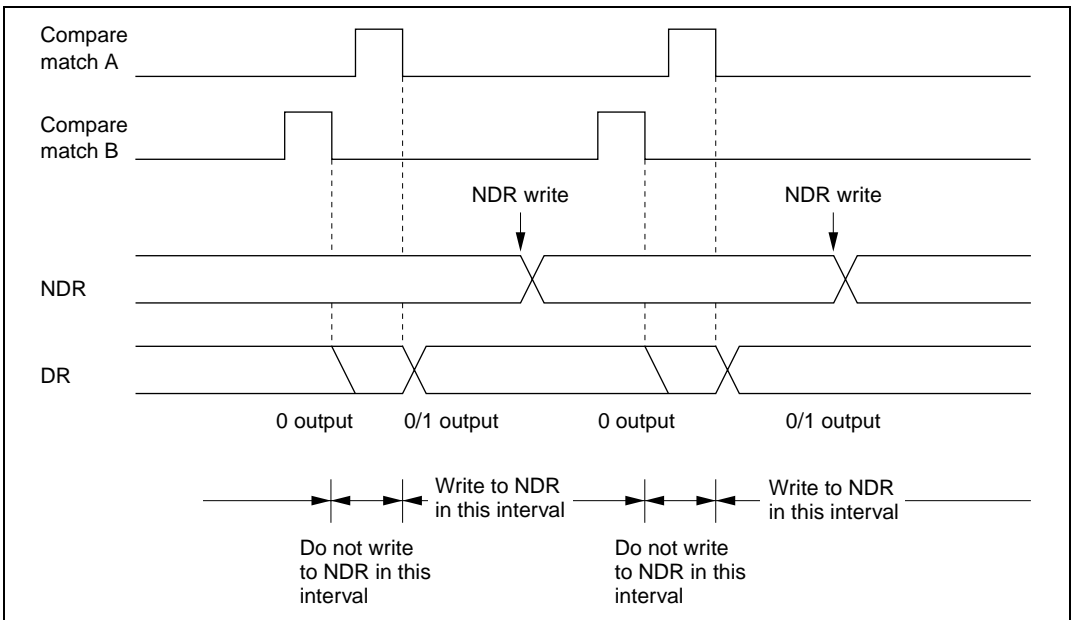 Compare
match A
Compare
match B
NDR write
NDR write
NDR
DR
0 output
0/1 output
0 output
0/1 output
Write to NDR
in this interval
Write to NDR
in this interval
Do not write
to NDR in this
interval
Do not write
to NDR in this
interval